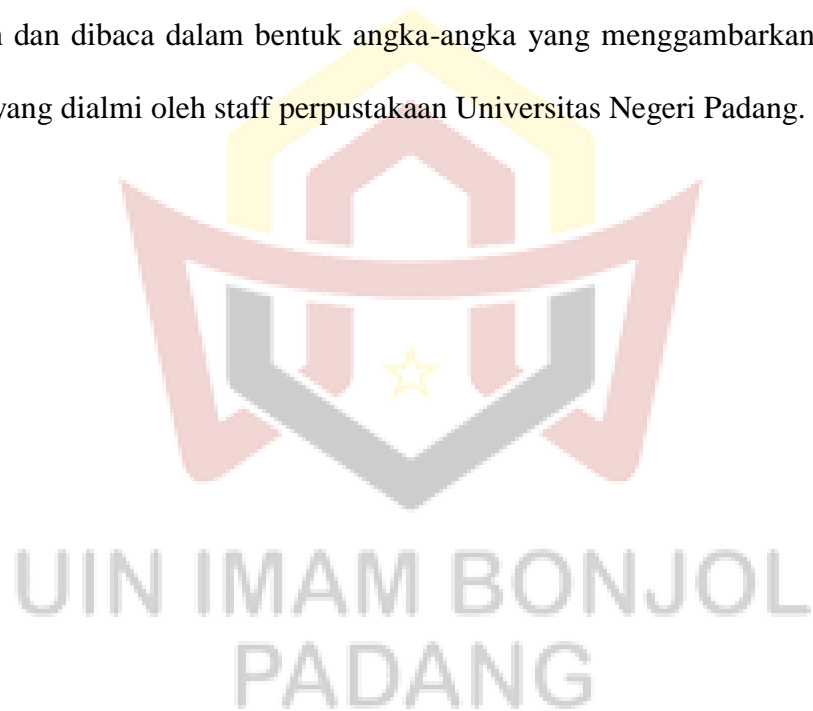 dan dibaca dalam bentuk angka-angka yang menggambarkan
yang dialmi oleh staff perpustakaan Universitas Negeri Padang.
UIN IMAM BONJOL
PADANG